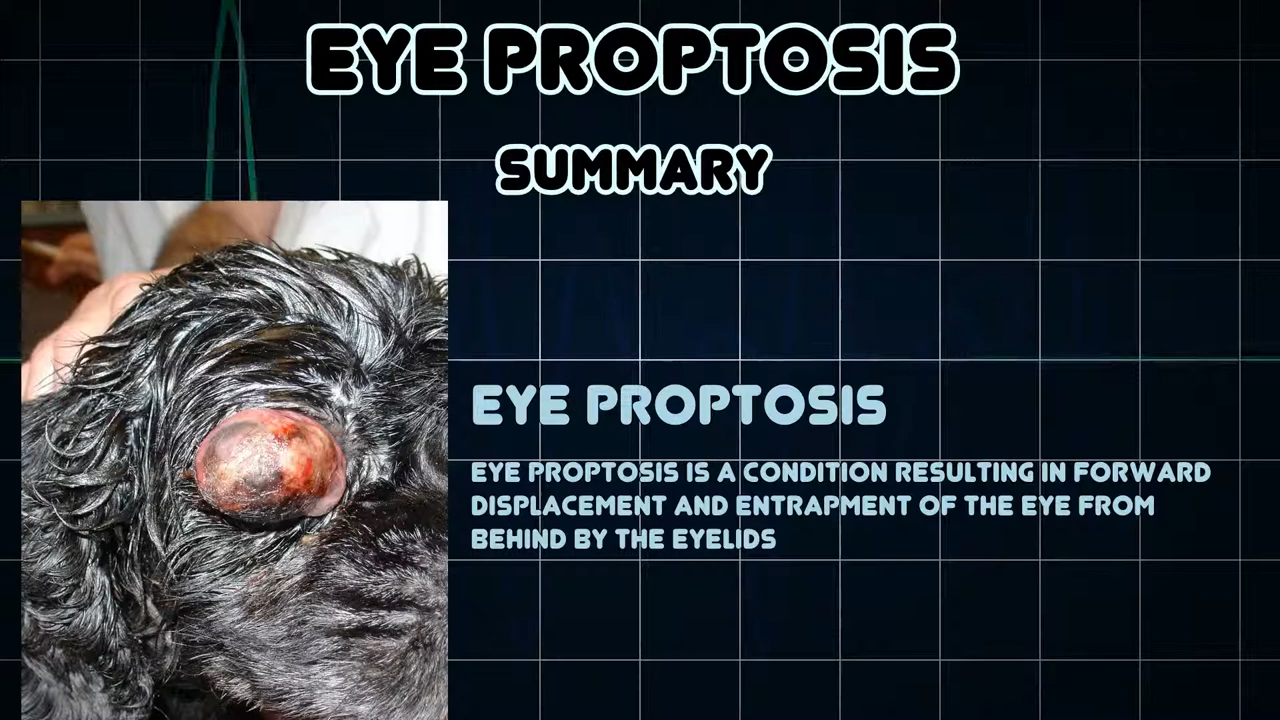 EYE PROPTOSIS
SUMMARY
EYE PROPTOSIS
EYE PROPTOSIS IS A CONDITION RESULTING IN FORWARD
DISPLACEMENT AND ENTRAPMENT OF THE EYE FROM
BEHIND BY THE EYELIDS